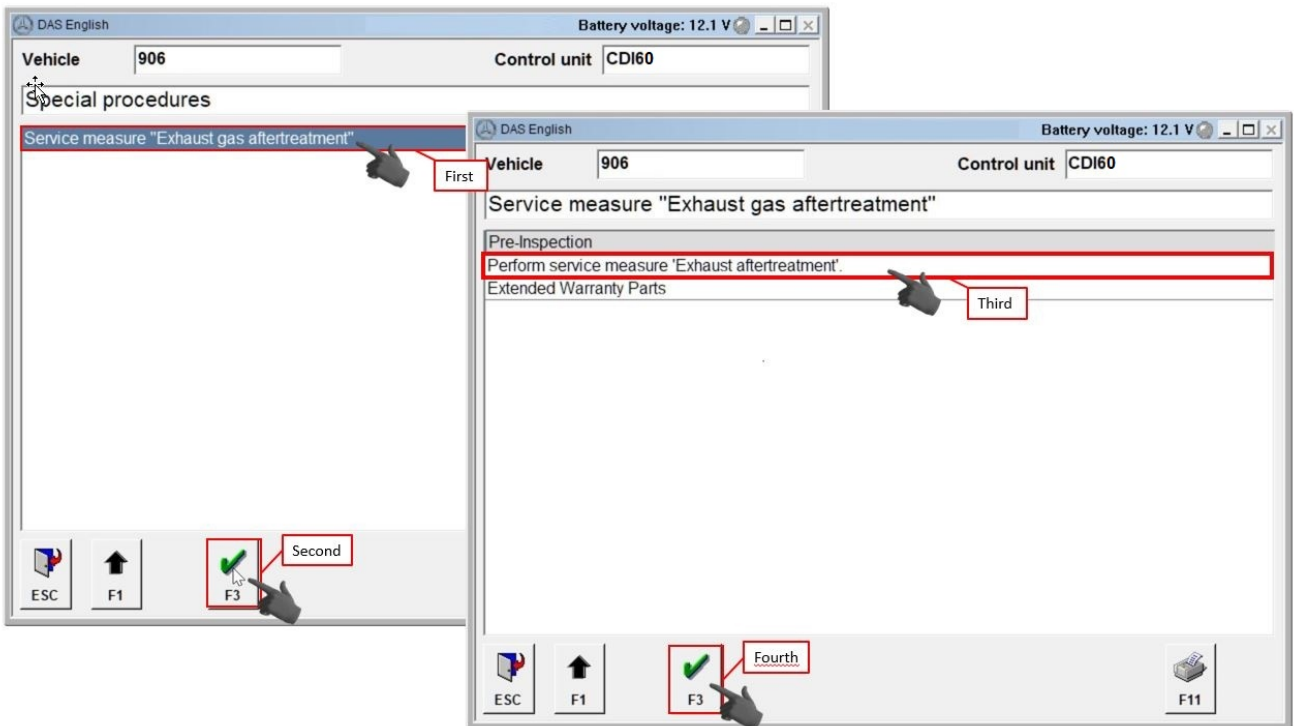 DAS English
Battery voltage: 12.1 V
Vehicle 906 Control unit CDI60
Special procedures
Service measure "Exhaust gas aftertreatment"
First
Second
ESC F1 F3
DAS English
Battery voltage: 12.1 V
Vehicle 906 Control unit CDI60
Service measure "Exhaust gas aftertreatment"
Pre-Inspection
Perform service measure 'Exhaust aftertreatment'.
Extended Warranty Parts
Third
Fourth
ESC F1 F3 F11